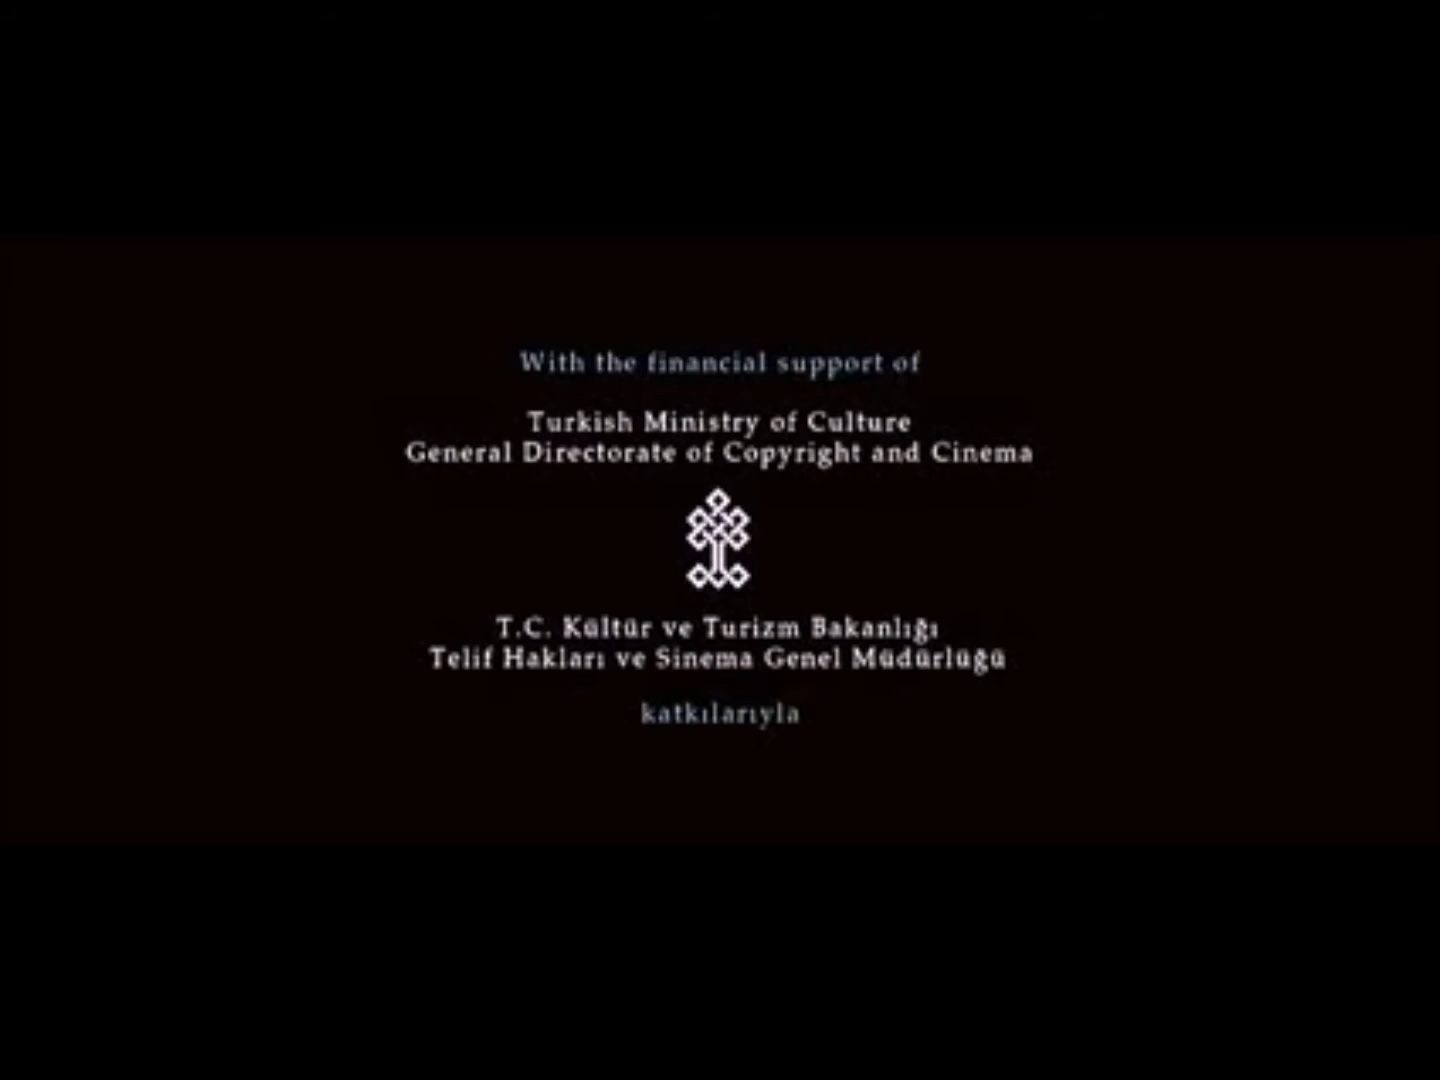 With the financial support of
Turkish Ministry of Culture
General Directorate of Copyright and Cinema
T.C. Kültür ve Turizm Bakanlığı
Telif Hakları ve Sinema Genel Müdürlüğü
katkılarıyla